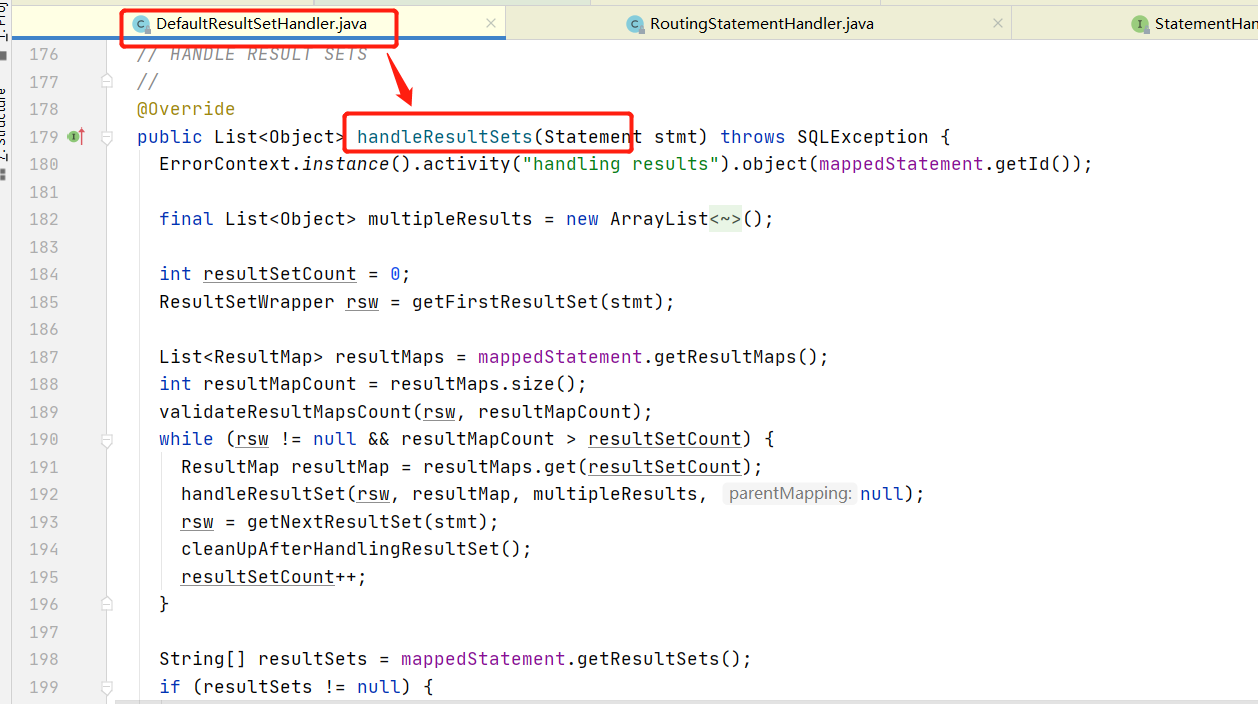 DefaultResultSetHandler.java
RoutingStatementHandler.java
StatementHan
176 // HANDLE RESULT SETS
177 //
178 @Override
179 public List<Object> handleResultSets(Statement stmt) throws SQLException {
180 ErrorContext.instance().activity("handling results").object(mappedStatement.getId());
181
182 final List<Object> multipleResults = new ArrayList<~>();
183
184 int resultSetCount = 0;
185 ResultSetWrapper rsw = getFirstResultSet(stmt);
186
187 List<ResultMap> resultMaps = mappedStatement.getResultMaps();
188 int resultMapCount = resultMaps.size();
189 validateResultMapsCount(rsw, resultMapCount);
190 while (rsw != null && resultMapCount > resultSetCount) {
191 ResultMap resultMap = resultMaps.get(resultSetCount);
192 handleResultSet(rsw, resultMap, multipleResults, parentMapping: null);
193 rsw = getNextResultSet(stmt);
194 cleanUpAfterHandlingResultSet();
195 resultSetCount++;
196 }
197
198 String[] resultSets = mappedStatement.getResultSets();
199 if (resultSets != null) {